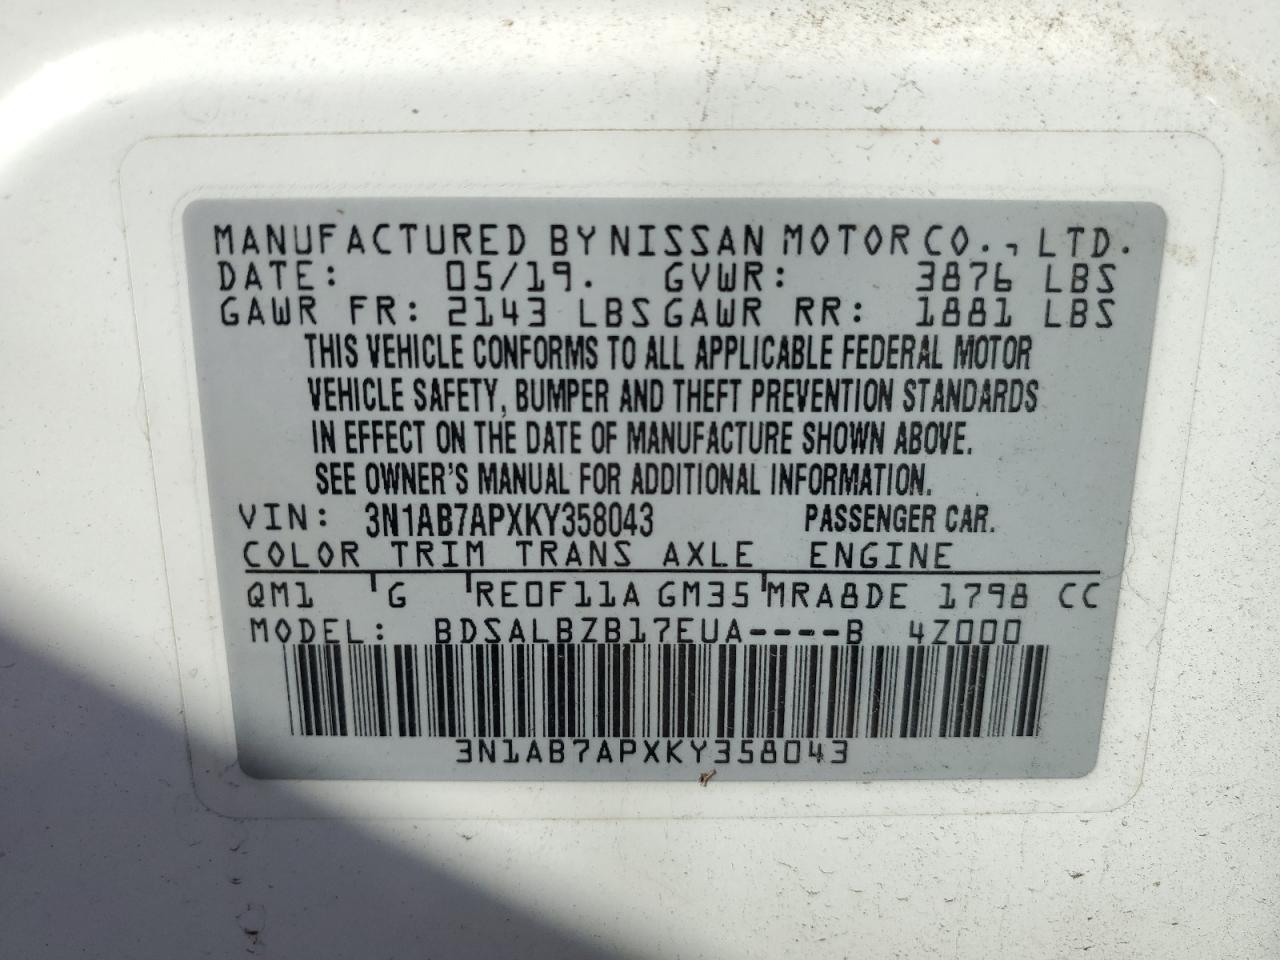 MANUFACTURED BY NISSAN MOTOR CO., LTD.
DATE: 05/19. GVWR: 3876 LBS
GAWR FR: 2143 LBS GAWR RR: 1881 LBS
THIS VEHICLE CONFORMS TO ALL APPLICABLE FEDERAL MOTOR
VEHICLE SAFETY, BUMPER AND THEFT PREVENTION STANDARDS
IN EFFECT ON THE DATE OF MANUFACTURE SHOWN ABOVE.
SEE OWNER'S MANUAL FOR ADDITIONAL INFORMATION.
VIN: 3N1AB7APXKY358043 PASSENGER CAR.
COLOR TRIM TRANS AXLE ENGINE
QM1 G RE0F11A GM35 MRA8DE 1798 CC
MODEL: BDSALBZB17EUA----B 4Z000
3N1AB7APXKY358043